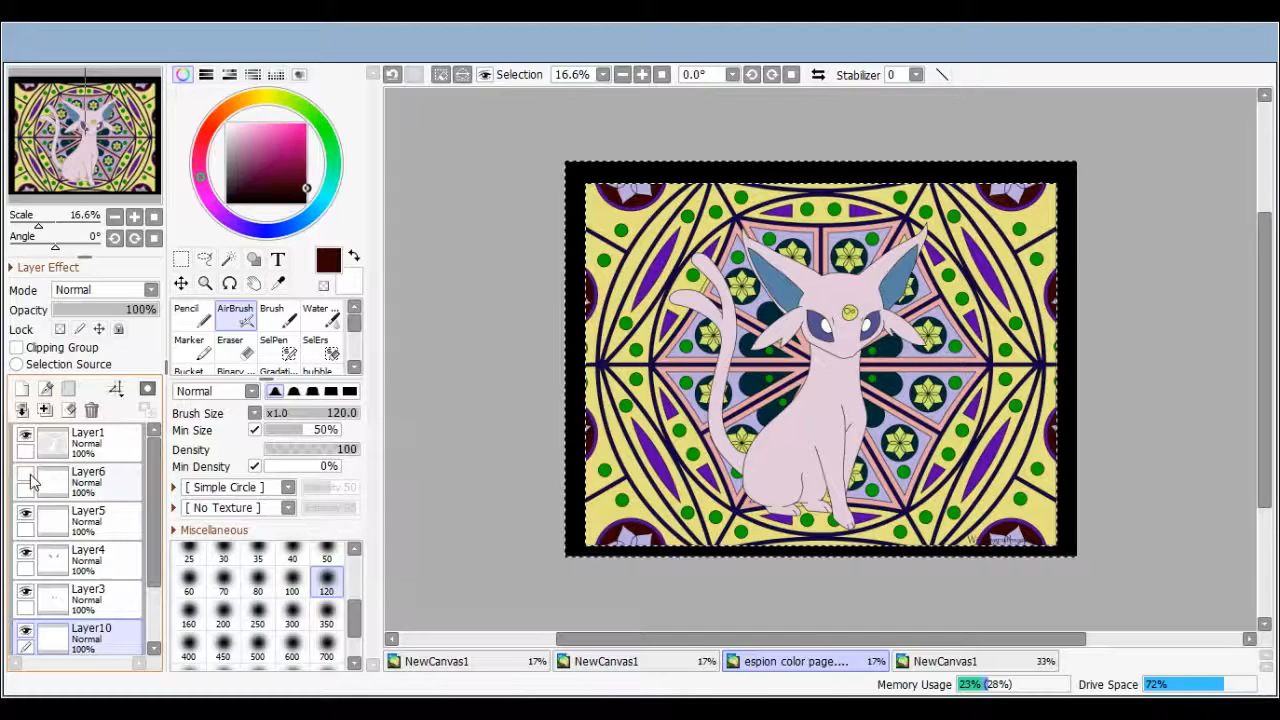 Selection 16.6% 0.0° Stabilizer 0
Scale 16.6%
Angle 0°
Layer Effect
Mode Normal
Opacity 100%
Lock
Clipping Group
Selection Source
Layer1
Normal
100%
Layer6
Normal
100%
Layer5
Normal
100%
Layer4
Normal
100%
Layer3
Normal
100%
Layer10
Normal
100%
T
Pencil AirBrush Brush Water ...
Marker Eraser SelPen SelErs
Bucket Binary... Gradati... bubble
Normal
Brush Size x1.0 120.0
Min Size 50%
Density 100
Min Density 0%
[ Simple Circle ] Intensity 50
[ No Texture ]
Miscellaneous
25 30 35 40 50
60 70 80 100 120
160 200 250 300 350
400 450 500 600 700
NewCanvas1 17% NewCanvas1 17% espion color page.... 17% NewCanvas1 33%
Memory Usage 23% (28%) Drive Space 72%